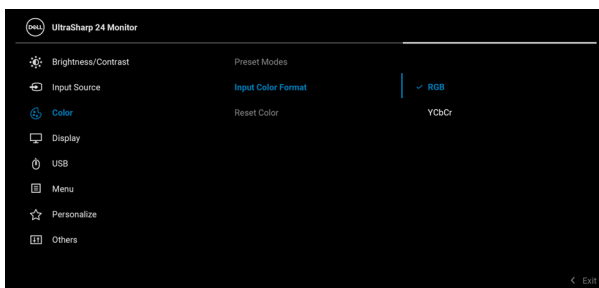 DELL UltraSharp 24 Monitor
Brightness/Contrast Preset Modes
Input Source Input Color Format ✓ RGB
Color Reset Color YCbCr
Display
USB
Menu
Personalize
Others
Exit